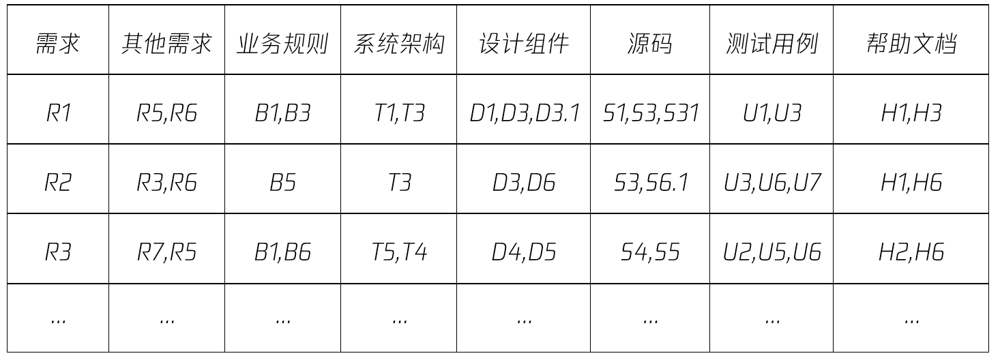 需求 其他需求 业务规则 系统架构 设计组件 源码 测试用例 帮助文档
R1 R5,R6 B1,B3 T1,T3 D1,D3,D3.1 S1,S3,S31 U1,U3 H1,H3
R2 R3,R6 B5 T3 D3,D6 S3,S6.1 U3,U6,U7 H1,H6
R3 R7,R5 B1,B6 T5,T4 D4,D5 S4,S5 U2,U5,U6 H2,H6
... ... ... ... ... ... ... ...